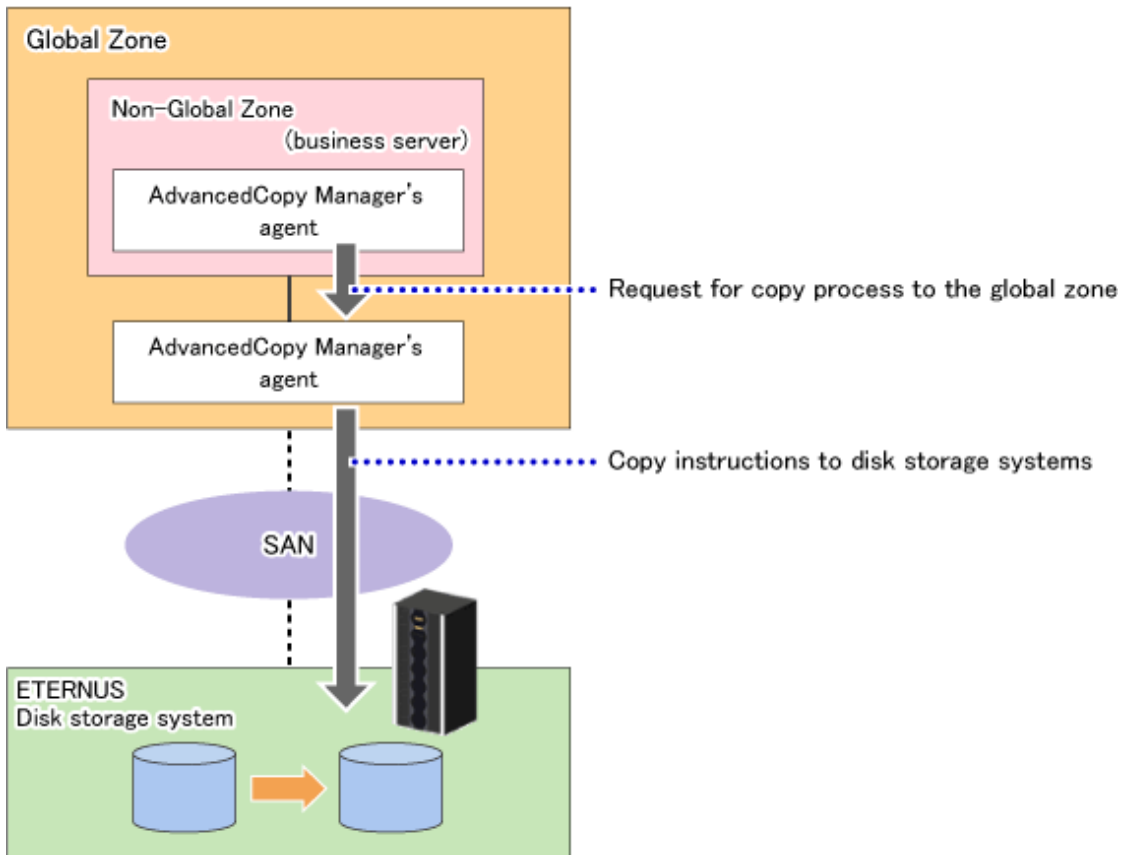 Global Zone
Non-Global Zone
(business server)
AdvancedCopy Manager's
agent
Request for copy process to the global zone
AdvancedCopy Manager's
agent
Copy instructions to disk storage systems
SAN
ETERNUS
Disk storage system